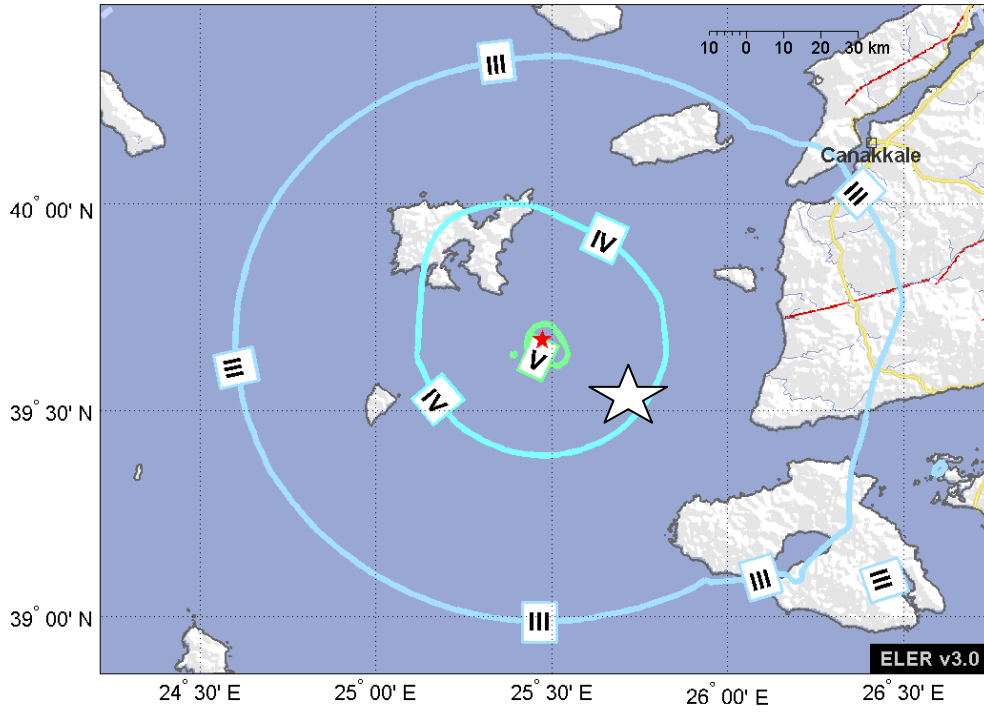 10 0 10 20 30 km
III
Canakkale
III
40° 00' N
IV
V
III
IV
39° 30' N
III
III
39° 00' N
III
ELER v3.0
24° 30' E 25° 00' E 25° 30' E 26° 00' E 26° 30' E